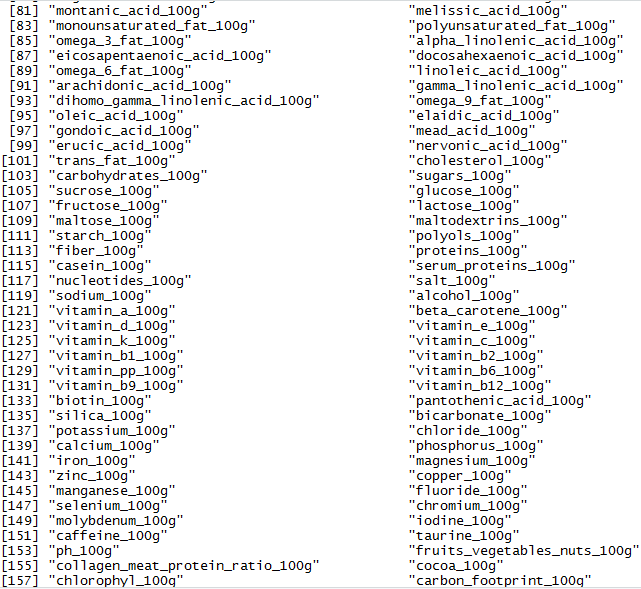 [81] "montanic_acid_100g" "melissic_acid_100g"
[83] "monounsaturated_fat_100g" "polyunsaturated_fat_100g"
[85] "omega_3_fat_100g" "alpha_linolenic_acid_100g"
[87] "eicosapentaenoic_acid_100g" "docosahexaenoic_acid_100g"
[89] "omega_6_fat_100g" "linoleic_acid_100g"
[91] "arachidonic_acid_100g" "gamma_linolenic_acid_100g"
[93] "dihomo_gamma_linolenic_acid_100g" "omega_9_fat_100g"
[95] "oleic_acid_100g" "elaidic_acid_100g"
[97] "gondoic_acid_100g" "mead_acid_100g"
[99] "erucic_acid_100g" "nervonic_acid_100g"
[101] "trans_fat_100g" "cholesterol_100g"
[103] "carbohydrates_100g" "sugars_100g"
[105] "sucrose_100g" "glucose_100g"
[107] "fructose_100g" "lactose_100g"
[109] "maltose_100g" "maltodextrins_100g"
[111] "starch_100g" "polyols_100g"
[113] "fiber_100g" "proteins_100g"
[115] "casein_100g" "serum_proteins_100g"
[117] "nucleotides_100g" "salt_100g"
[119] "sodium_100g" "alcohol_100g"
[121] "vitamin_a_100g" "beta_carotene_100g"
[123] "vitamin_d_100g" "vitamin_e_100g"
[125] "vitamin_k_100g" "vitamin_c_100g"
[127] "vitamin_b1_100g" "vitamin_b2_100g"
[129] "vitamin_pp_100g" "vitamin_b6_100g"
[131] "vitamin_b9_100g" "vitamin_b12_100g"
[133] "biotin_100g" "pantothenic_acid_100g"
[135] "silica_100g" "bicarbonate_100g"
[137] "potassium_100g" "chloride_100g"
[139] "calcium_100g" "phosphorus_100g"
[141] "iron_100g" "magnesium_100g"
[143] "zinc_100g" "copper_100g"
[145] "manganese_100g" "fluoride_100g"
[147] "selenium_100g" "chromium_100g"
[149] "molybdenum_100g" "iodine_100g"
[151] "caffeine_100g" "taurine_100g"
[153] "ph_100g" "fruits_vegetables_nuts_100g"
[155] "collagen_meat_protein_ratio_100g" "cocoa_100g"
[157] "chlorophyl_100g" "carbon_footprint_100g"